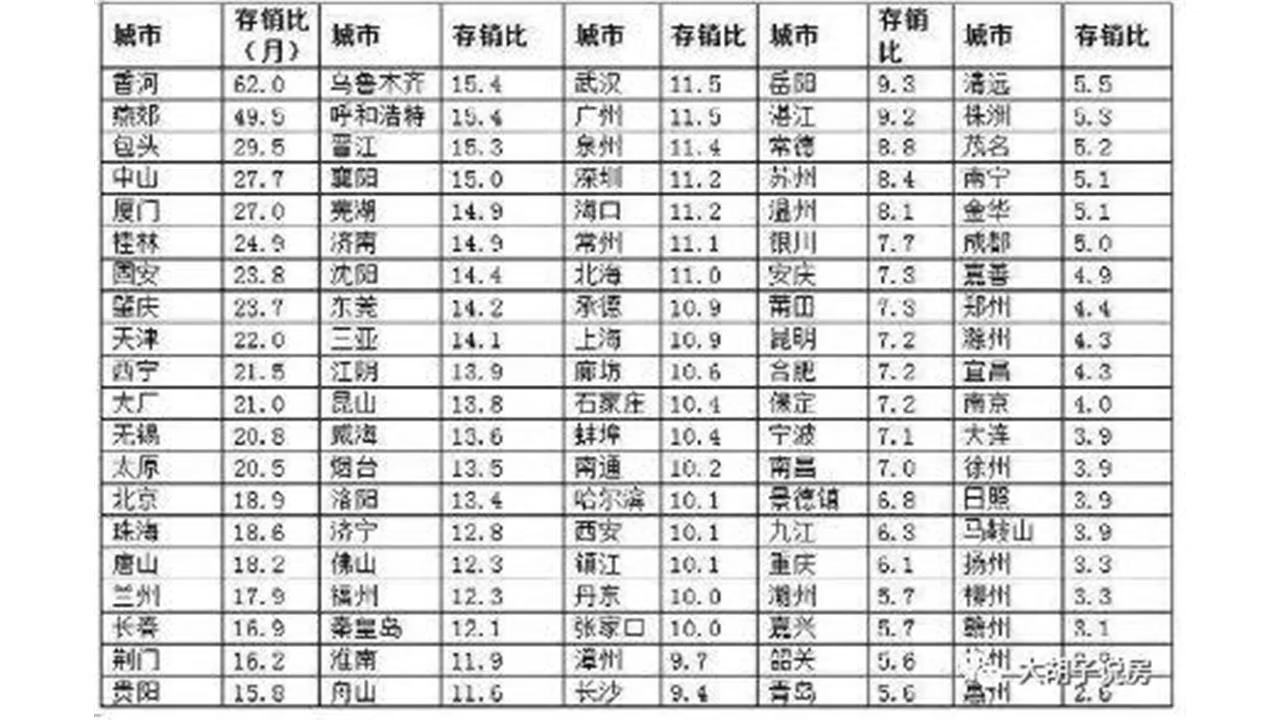 城市 存销比（月） 城市 存销比 城市 存销比 城市 存销比 城市 存销比
香河 62.0 乌鲁木齐 15.4 武汉 11.5 岳阳 9.3 清远 5.5
燕郊 49.5 呼和浩特 15.4 广州 11.5 湛江 9.2 株洲 5.3
包头 29.5 晋江 15.3 泉州 11.4 常德 8.8 茂名 5.2
中山 27.7 襄阳 15.0 深圳 11.2 苏州 8.4 南宁 5.1
厦门 27.0 芜湖 14.9 海口 11.2 温州 8.1 金华 5.1
桂林 24.9 济南 14.9 常州 11.1 银川 7.7 成都 5.0
固安 23.8 沈阳 14.4 北海 11.0 安庆 7.3 嘉善 4.9
肇庆 23.7 东莞 14.2 承德 10.9 莆田 7.3 郑州 4.4
天津 22.0 三亚 14.1 上海 10.9 昆明 7.2 滁州 4.3
西宁 21.5 江阴 13.9 廊坊 10.6 合肥 7.2 宜昌 4.3
大厂 21.0 昆山 13.8 石家庄 10.4 保定 7.2 南京 4.0
无锡 20.8 威海 13.6 蚌埠 10.4 宁波 7.1 大连 3.9
太原 20.5 烟台 13.5 南通 10.2 南昌 7.0 徐州 3.9
北京 18.9 洛阳 13.4 哈尔滨 10.1 景德镇 6.8 日照 3.9
珠海 18.6 济宁 12.8 西安 10.1 九江 6.3 马鞍山 3.9
唐山 18.2 佛山 12.3 镇江 10.1 重庆 6.1 扬州 3.3
兰州 17.9 福州 12.3 丹东 10.0 湖州 5.7 柳州 3.3
长春 16.9 秦皇岛 12.1 张家口 10.0 嘉兴 5.7 赣州 3.1
荆门 16.2 淮南 11.9 漳州 9.7 韶关 5.6
贵阳 15.8 舟山 11.6 长沙 9.4 青岛 5.6 惠州 2.6
大胡子说房